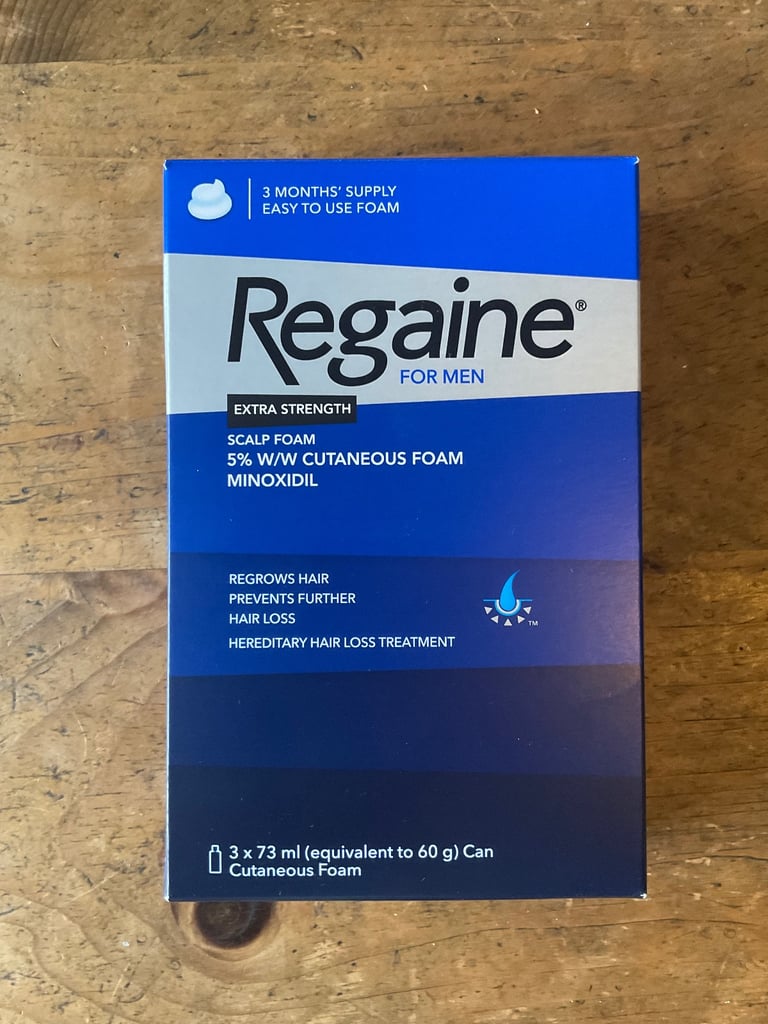 3 MONTHS' SUPPLY
EASY TO USE FOAM
Regaine®
FOR MEN
EXTRA STRENGTH
SCALP FOAM
5% W/W CUTANEOUS FOAM
MINOXIDIL
REGROWS HAIR
PREVENTS FURTHER
HAIR LOSS
HEREDITARY HAIR LOSS TREATMENT
TM
3 x 73 ml (equivalent to 60 g) Can
Cutaneous Foam